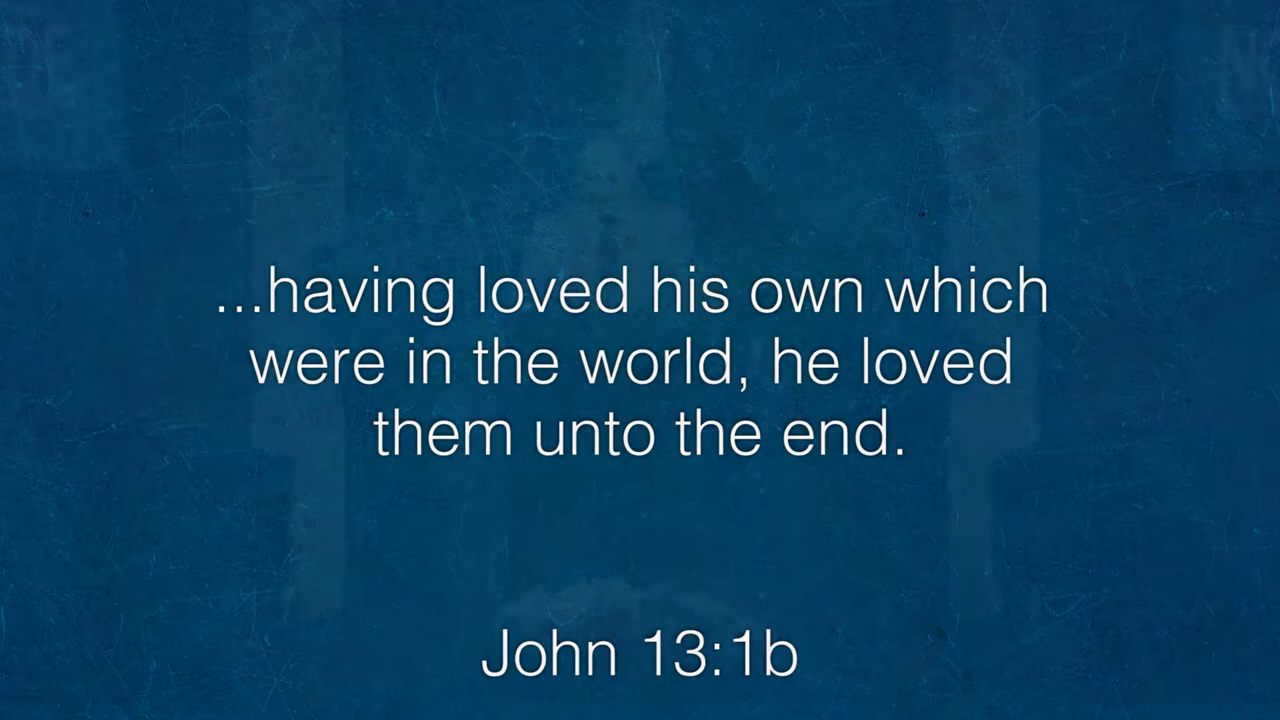 ...having loved his own which
were in the world, he loved
them unto the end.
John 13:1b